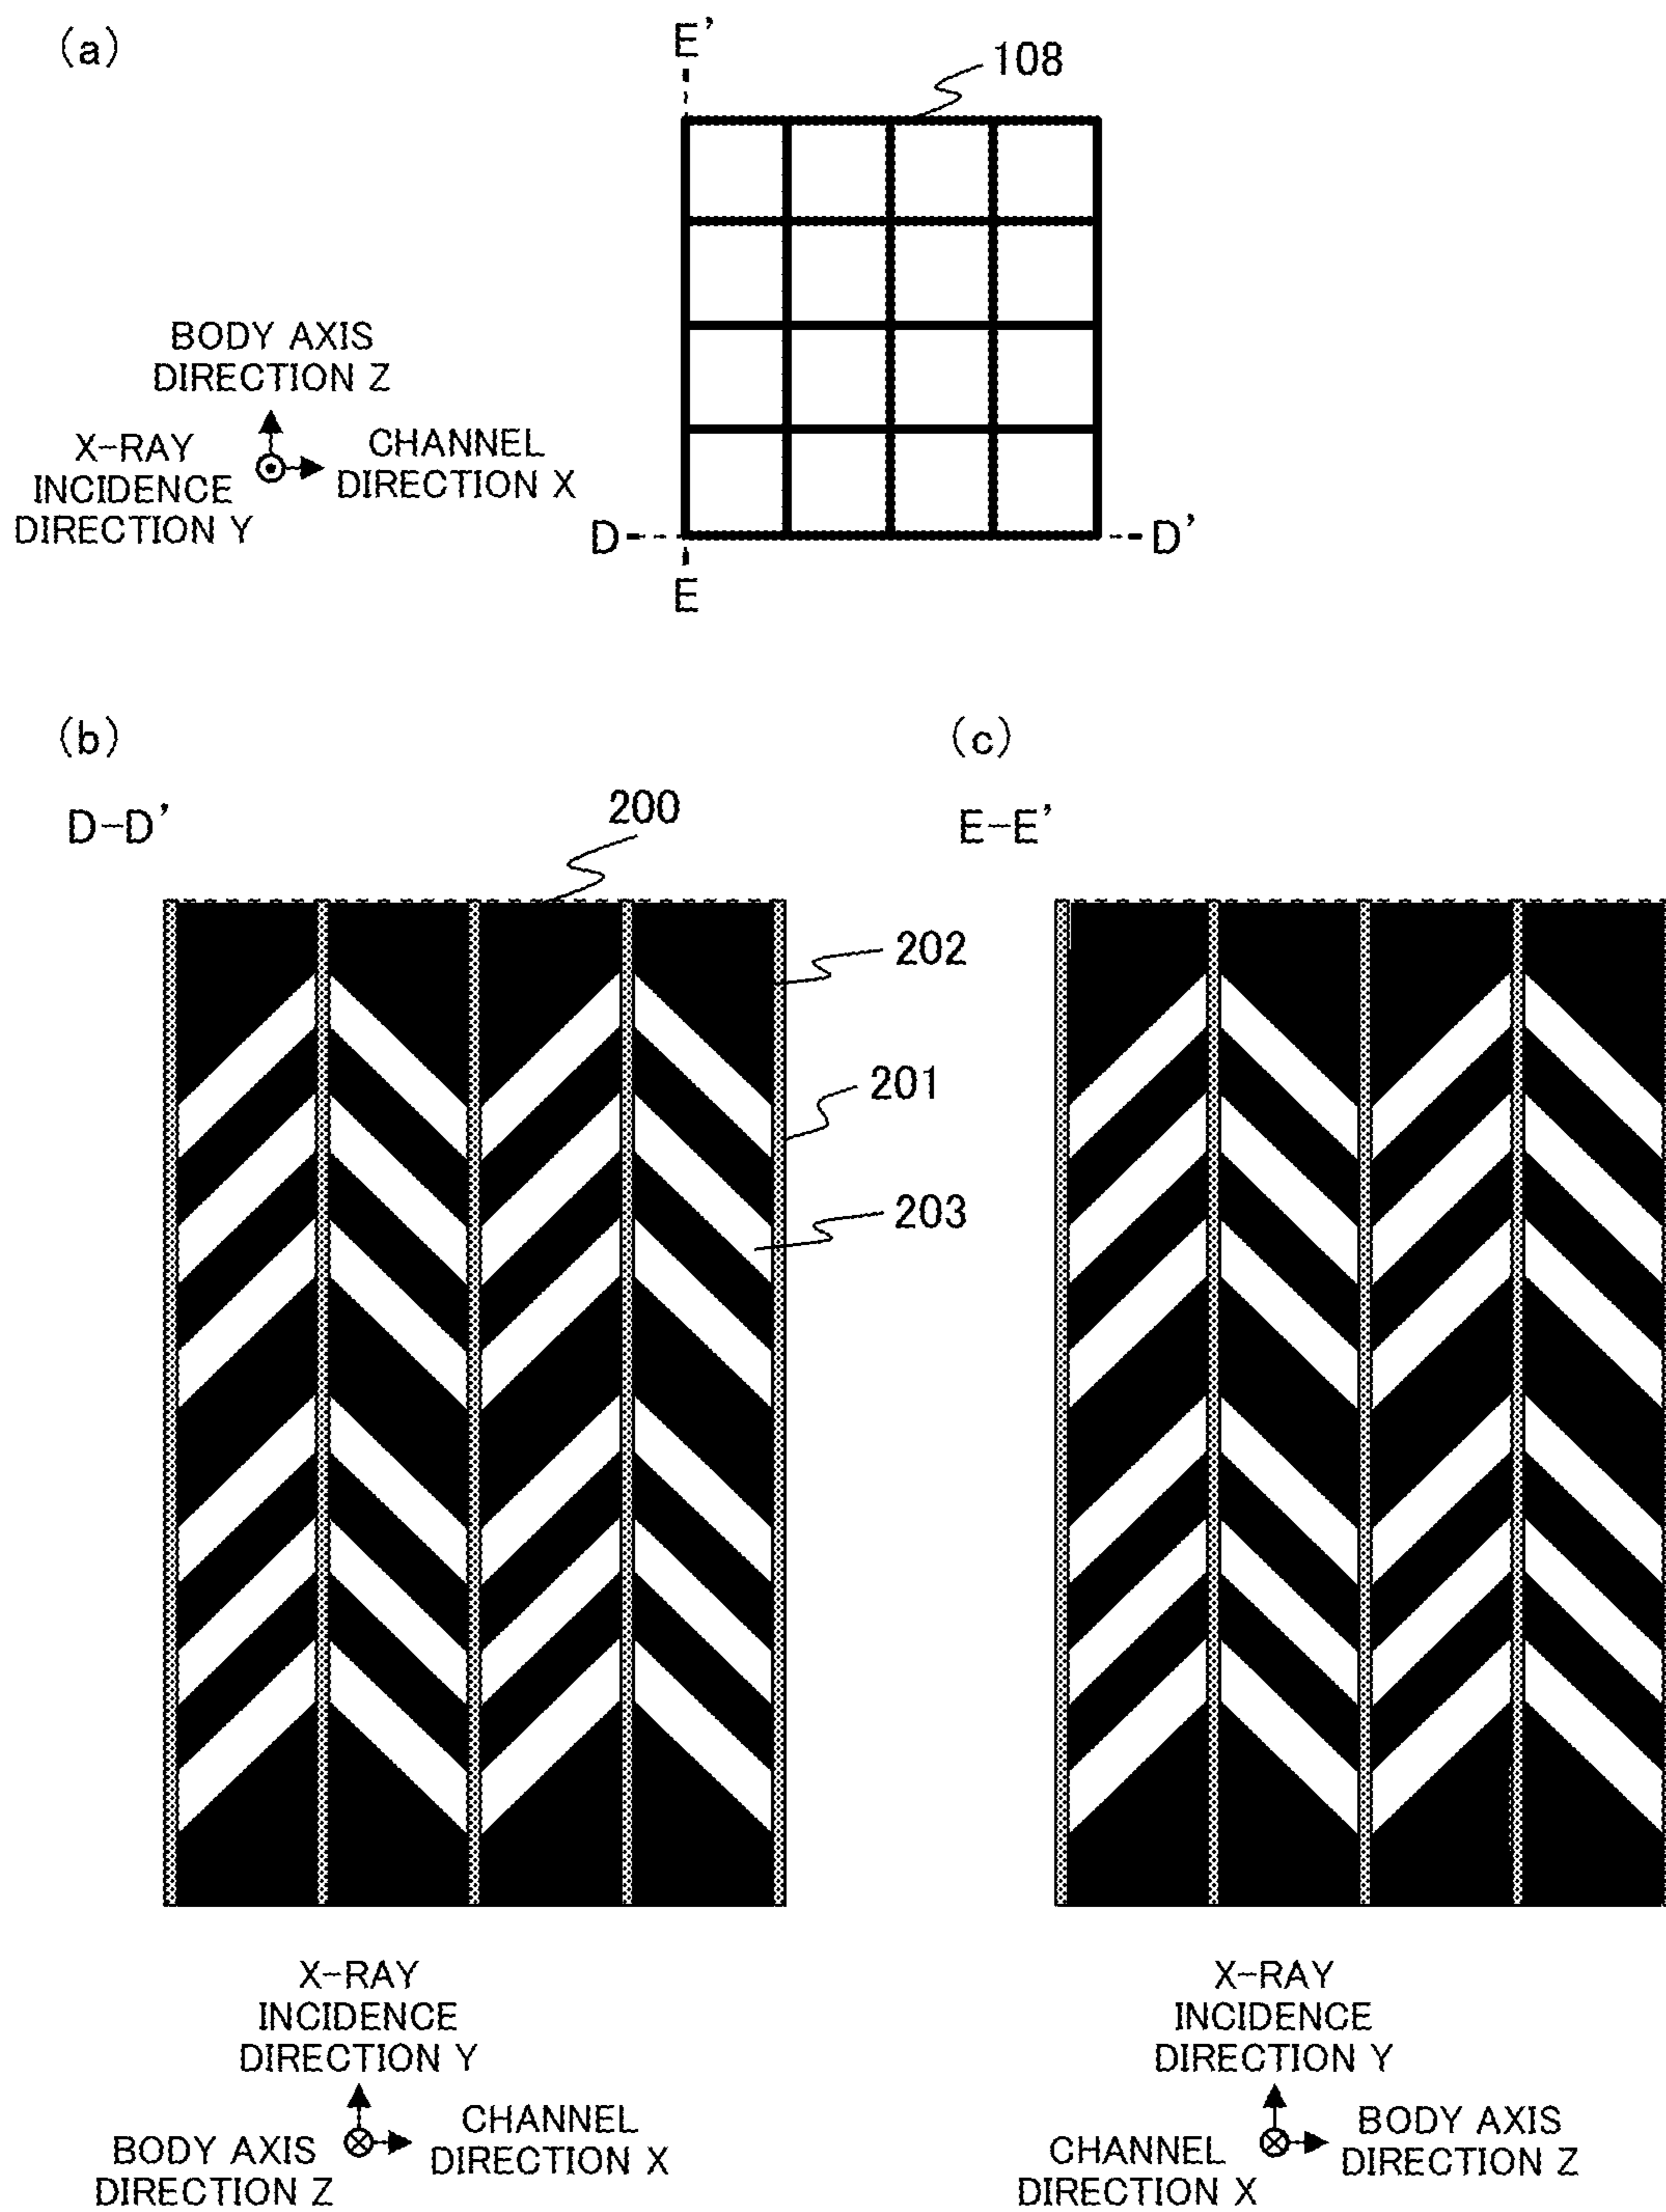 (a)
E'
108
BODY AXIS
DIRECTION Z
X-RAY
INCIDENCE
DIRECTION Y
CHANNEL
DIRECTION X
D
D'
E
(b)
D-D'
200
202
201
203
(c)
E-E'
X-RAY
INCIDENCE
DIRECTION Y
BODY AXIS
DIRECTION Z
CHANNEL
DIRECTION X
X-RAY
INCIDENCE
DIRECTION Y
CHANNEL
DIRECTION X
BODY AXIS
DIRECTION Z